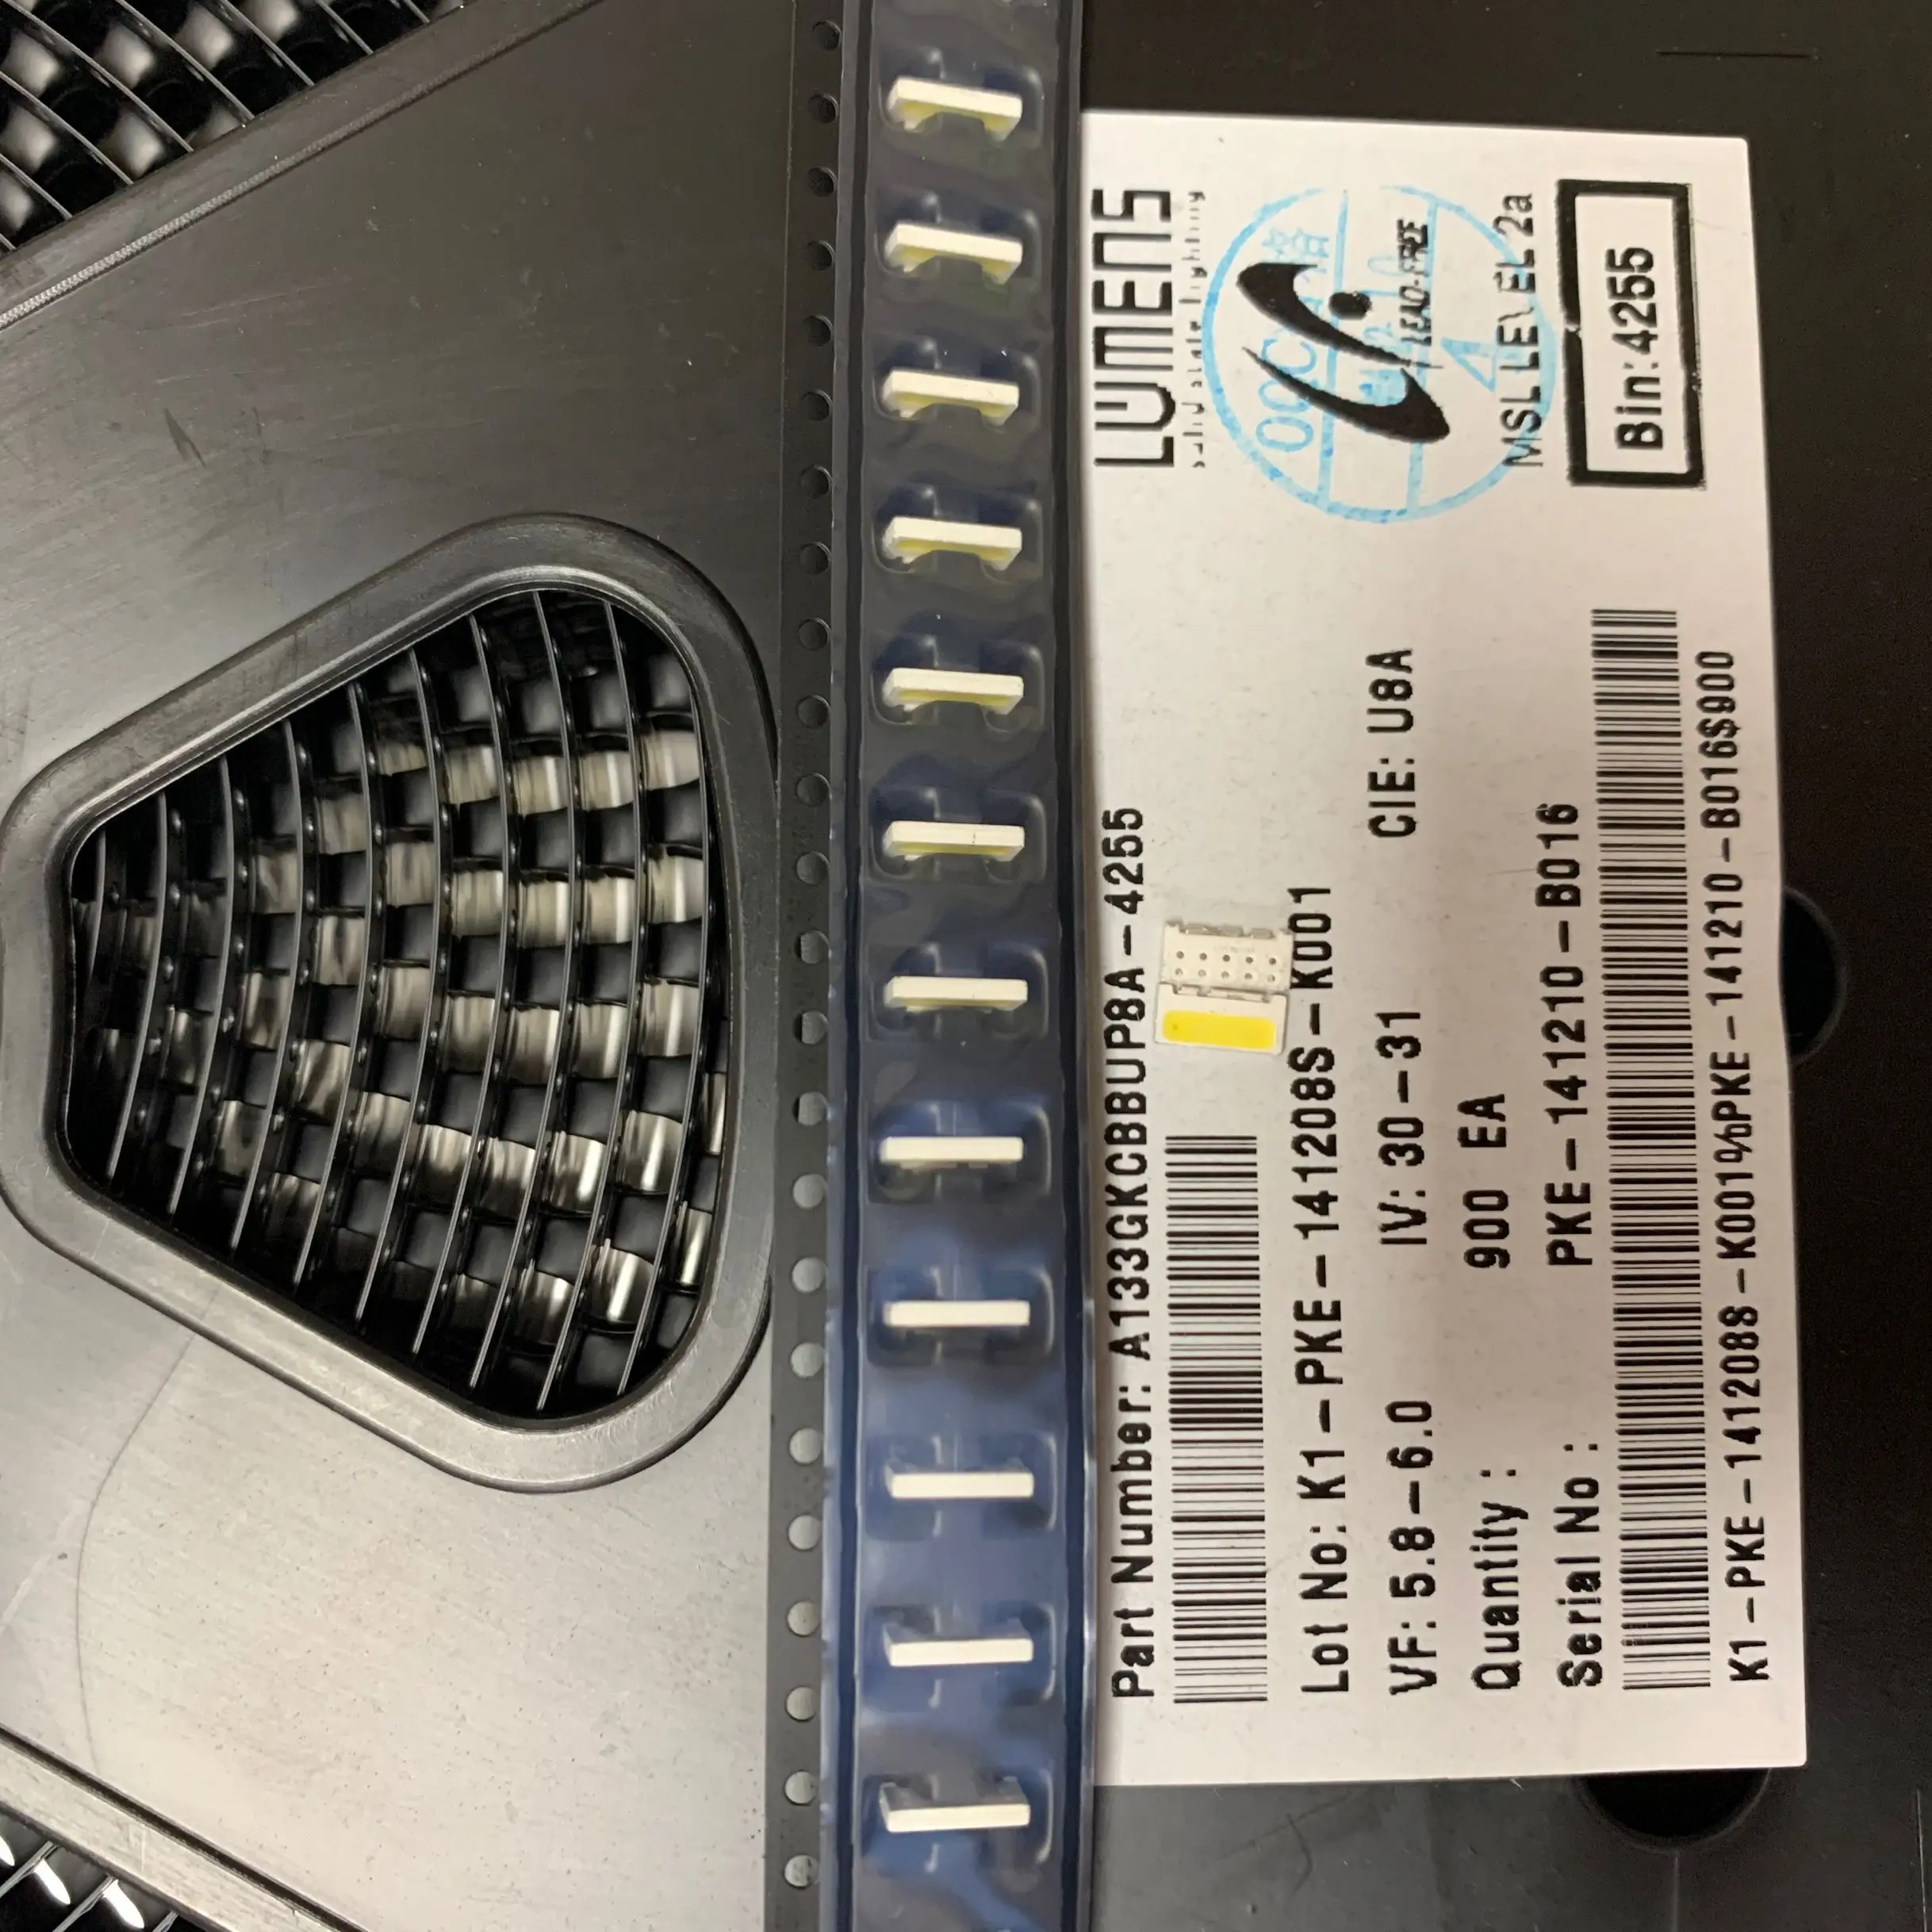 LUMENS
solid state lighting
LEAD-FREE
MSL LEVEL 2a
Bin:4255
Part Number: A133GKCBBUP8A-4255
Lot No: K1-PKE-141208S-K001
VF: 5.8-6.0 IV: 30-31 CIE: U8A
Quantity : 900 EA
Serial No : PKE-141210-B016
K1-PKE-141208S-K001%PKE-141210-B016$900